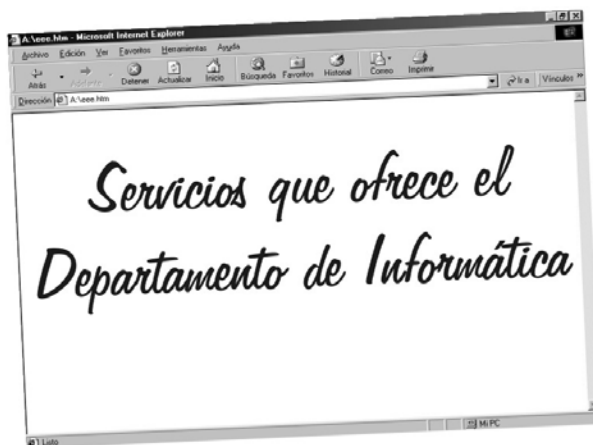 A:\eee.htm - Microsoft Internet Explorer
Archivo Edición Ver Favoritos Herramientas Ayuda
Atrás Adelante Detener Actualizar Inicio Búsqueda Favoritos Historial Correo Imprimir
Dirección A:\eee.htm Ir a Vínculos »
Servicios que ofrece el
Departamento de Informática
Listo Mi PC